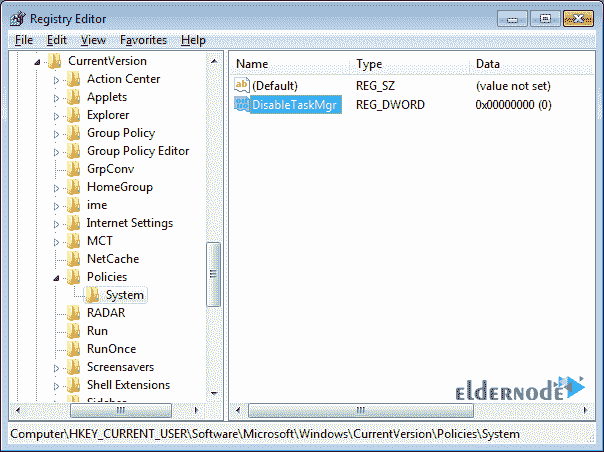 Registry Editor
File Edit View Favorites Help
CurrentVersion
Action Center
Applets
Explorer
Group Policy
Group Policy Editor
GrpConv
HomeGroup
ime
Internet Settings
MCT
NetCache
Policies
System
RADAR
Run
RunOnce
Screensavers
Shell Extensions
Name Type Data
ab (Default) REG_SZ (value not set)
DisableTaskMgr REG_DWORD 0x00000000 (0)
eldernode
Computer\HKEY_CURRENT_USER\Software\Microsoft\Windows\CurrentVersion\Policies\System